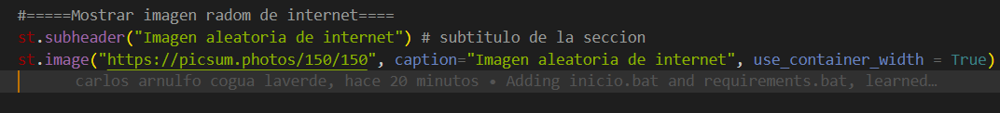 #=====Mostrar imagen radom de internet====
st.subheader("Imagen aleatoria de internet") # subtitulo de la seccion
st.image("https://picsum.photos/150/150", caption="Imagen aleatoria de internet", use_container_width = True)
carlos arnulfo cogua laverde, hace 20 minutos • Adding inicio.bat and requirements.bat, learned…